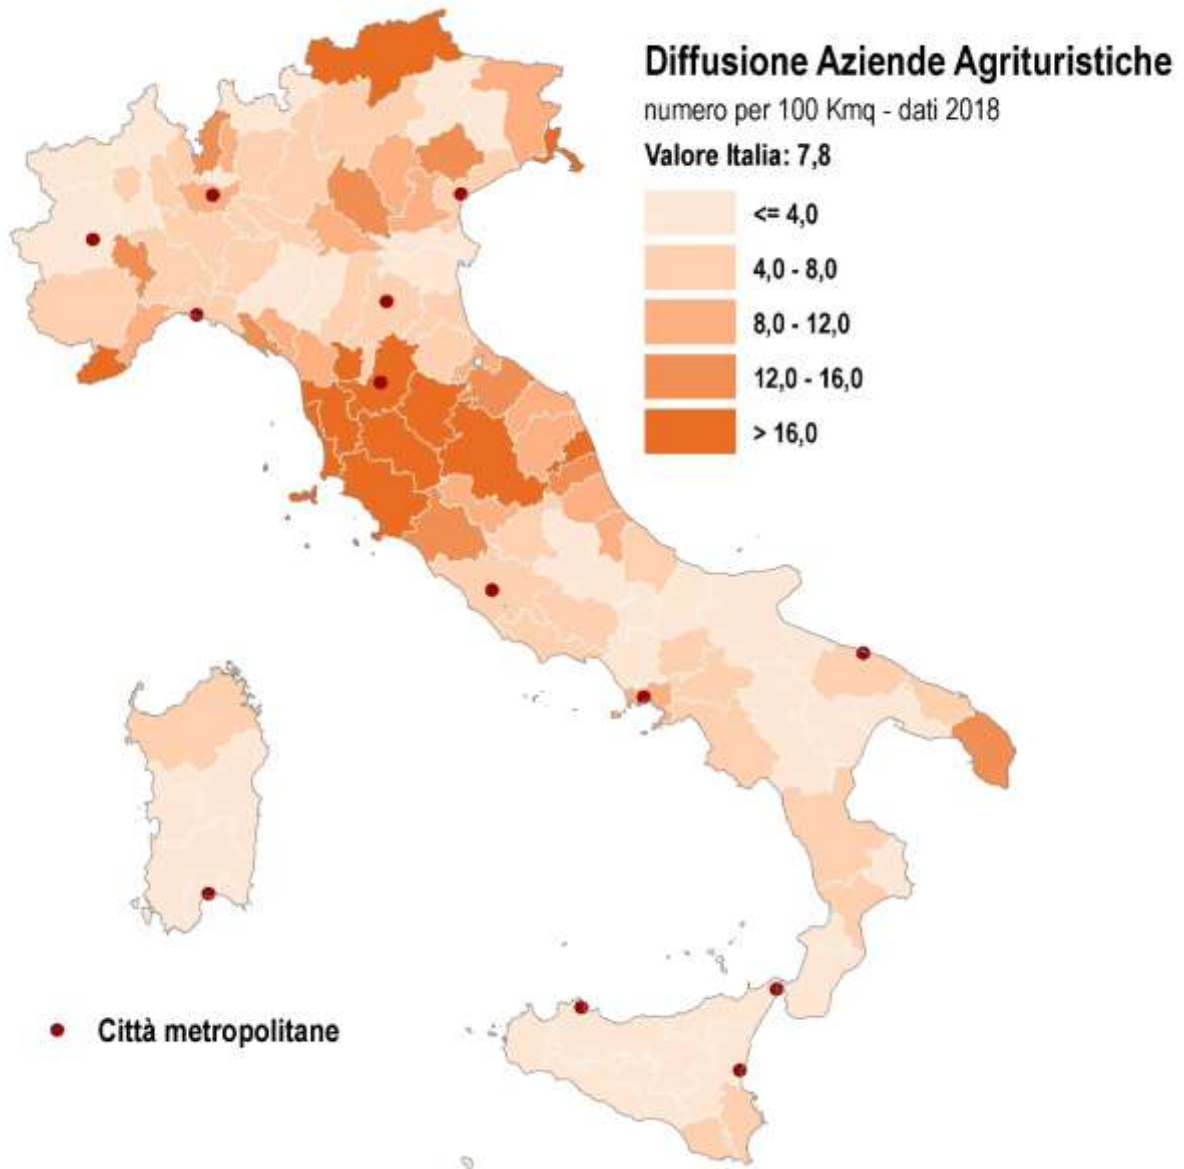 Diffusione Aziende Agrituristiche
numero per 100 Kmq - dati 2018
Valore Italia: 7,8
<= 4,0
4,0 - 8,0
8,0 - 12,0
12,0 - 16,0
> 16,0
Città metropolitane